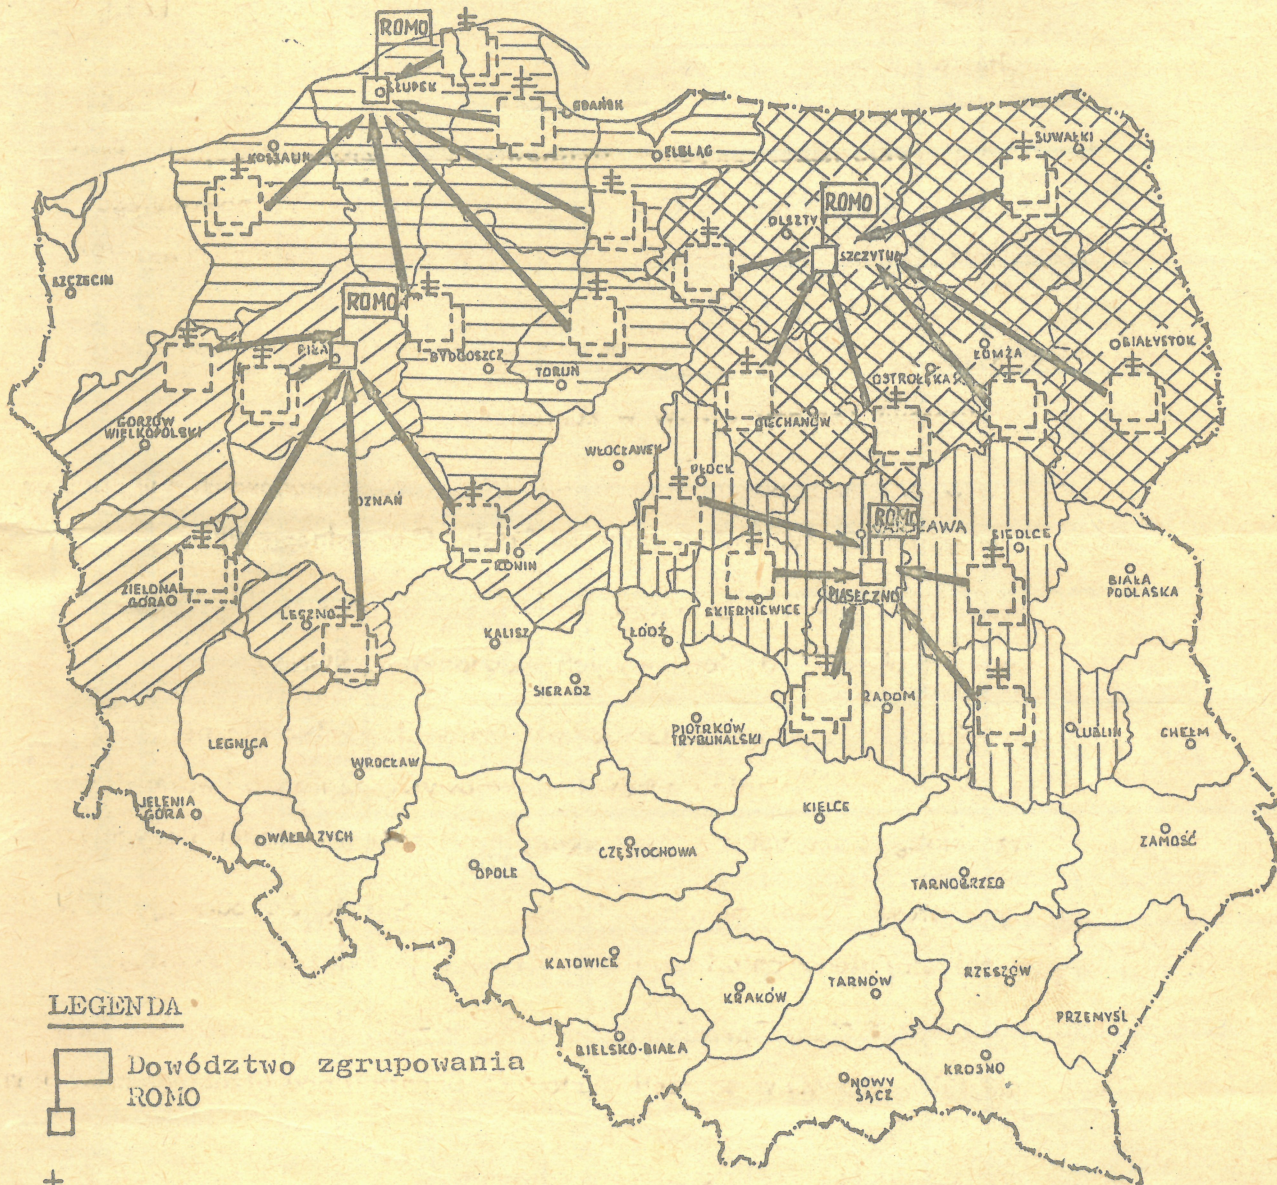 ROMO
SŁUPSK
GDAŃSK
KOSZALIN
ELBLĄG
SUWAŁKI
ROMO
OLSZTY
SZCZYTNO
SZCZECIN
ROMO
PIŁA
BYDGOSZCZ
TORUŃ
ŁOMŻA
BIAŁYSTOK
OSTROŁĘKA
GORZÓW
WIELKOPOLSKI
CIECHANÓW
WŁOCŁAWEK
PŁOCK
POZNAŃ
ROMO
WARSZAWA
SIEDLCE
KONIN
BIAŁA
PODLASKA
ZIELONA
GÓRA
LESZNO
SKIERNIEWICE
PIASECZNO
KALISZ
ŁÓDŹ
SIERADZ
RADOM
LEGNICA
PIOTRKÓW
TRYBUNALSKI
LUBLIN
CHEŁM
WROCŁAW
JELENIA
GÓRA
KIELCE
WAŁBRZYCH
CZĘSTOCHOWA
ZAMOŚĆ
OPOLE
TARNOBRZEG
KATOWICE
KRAKÓW
TARNÓW
RZESZÓW
PRZEMYŚL
BIELSKO-BIAŁA
NOWY
SĄCZ
KROSNO
LEGENDA
Dowództwo zgrupowania
ROMO